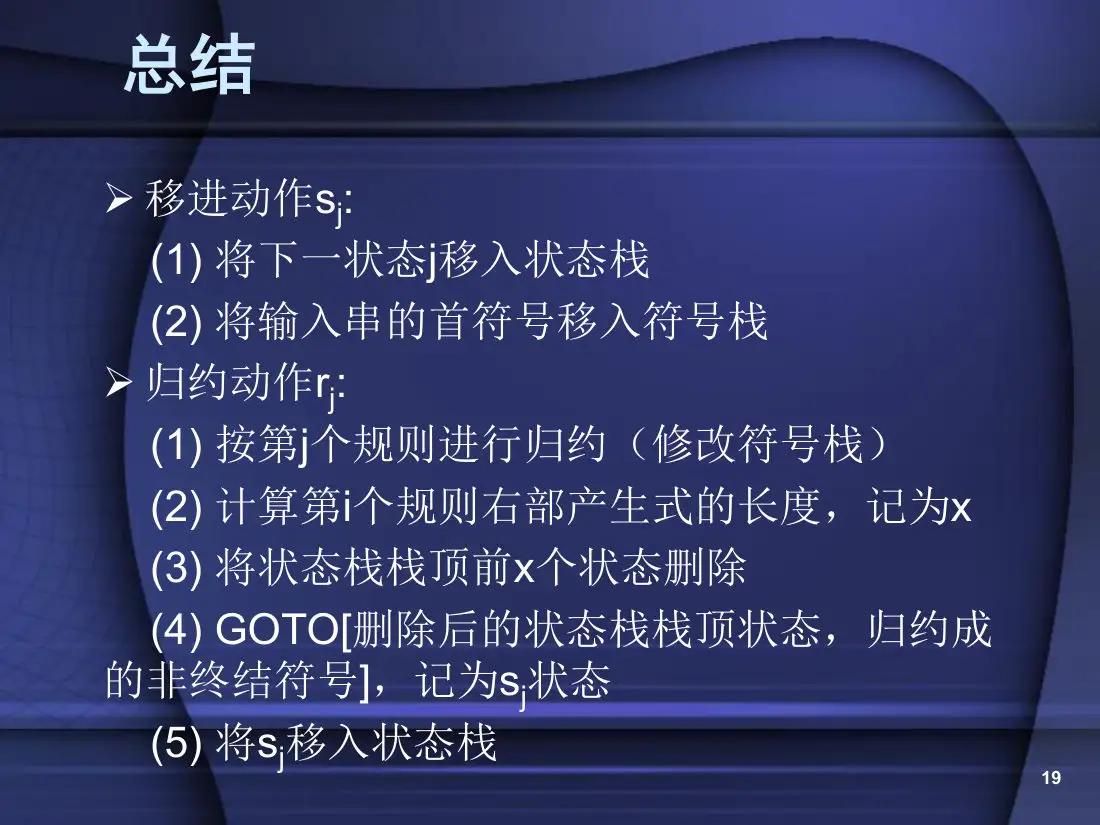 总结
➢ 移进动作sj:
(1) 将下一状态j移入状态栈
(2) 将输入串的首符号移入符号栈
➢ 归约动作rj:
(1) 按第j个规则进行归约（修改符号栈）
(2) 计算第i个规则右部产生式的长度，记为x
(3) 将状态栈栈顶前x个状态删除
(4) GOTO[删除后的状态栈栈顶状态，归约成
的非终结符号]，记为sj状态
(5) 将sj移入状态栈
19